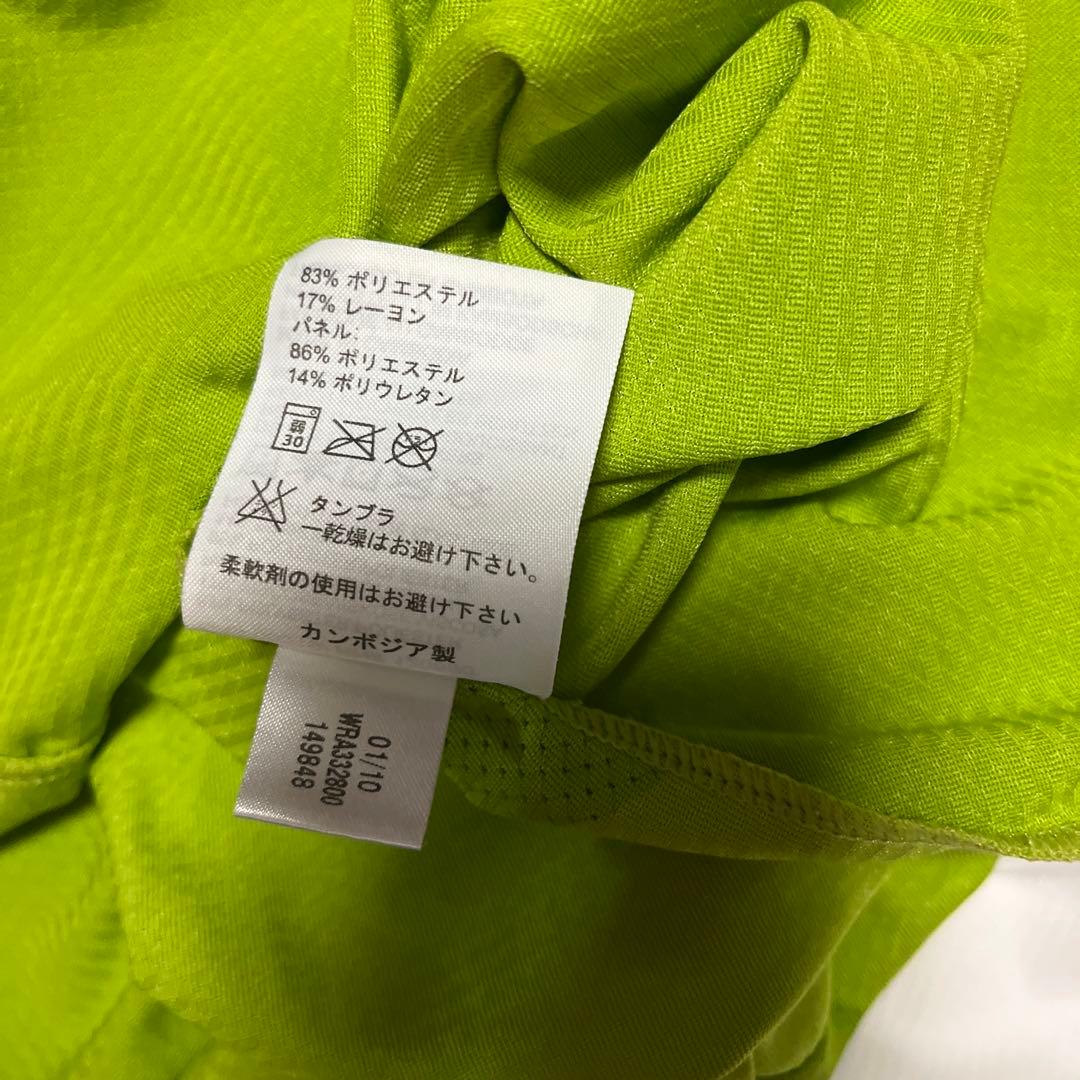 83% ポリエステル
17% レーヨン
パネル:
86% ポリエステル
14% ポリウレタン
弱
30
タンブラ
ー乾燥はお避け下さい。
柔軟剤の使用はお避け下さい
カンボジア製
01/10
WRA332800
149848